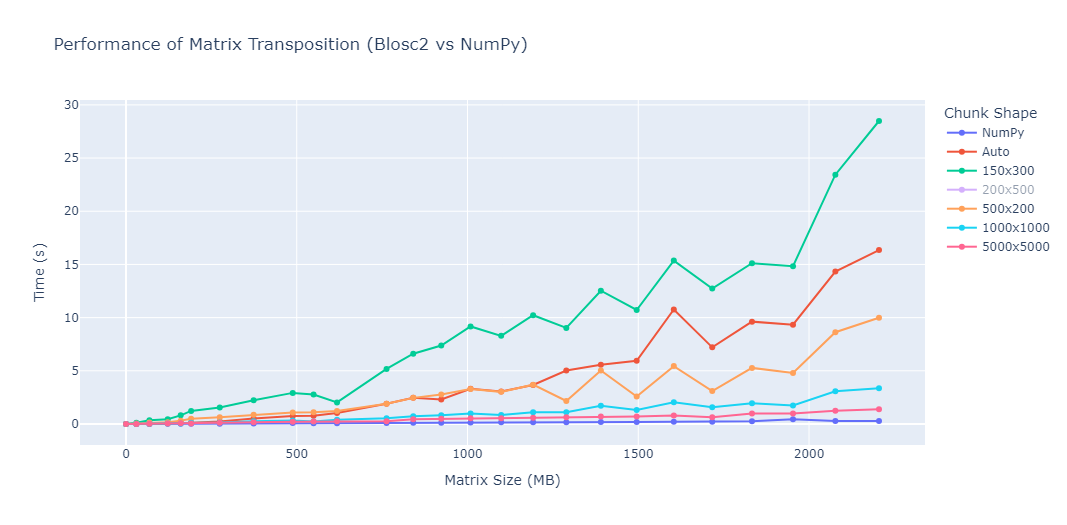 Performance of Matrix Transposition (Blosc2 vs NumPy)
Chunk Shape
NumPy
Auto
150x300
200x500
500x200
1000x1000
5000x5000
Time (s)
30
25
20
15
10
5
0
0 500 1000 1500 2000
Matrix Size (MB)